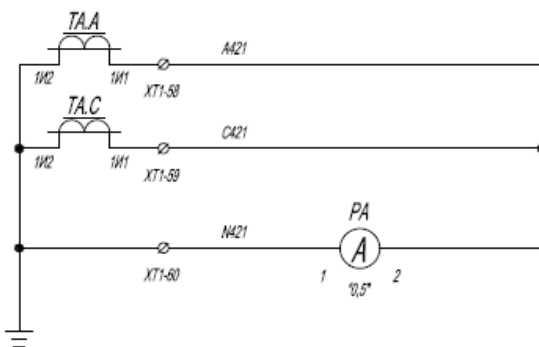 TA.A
A421
1И2
1И1
XT1-58
TA.C
C421
1И2
1И1
XT1-59
PA
N421
A
XT1-60
1
2
"0,5"